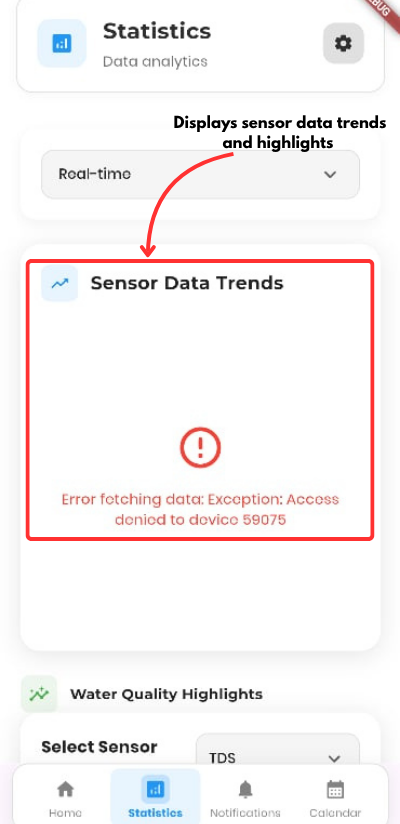 BUG
Statistics
Data analytics
Displays sensor data trends
and highlights
Real-time
Sensor Data Trends
Error fetching data: Exception: Access
denied to device 59075
Water Quality Highlights
Select Sensor
TDS
Home
Statistics
Notifications
Calendar